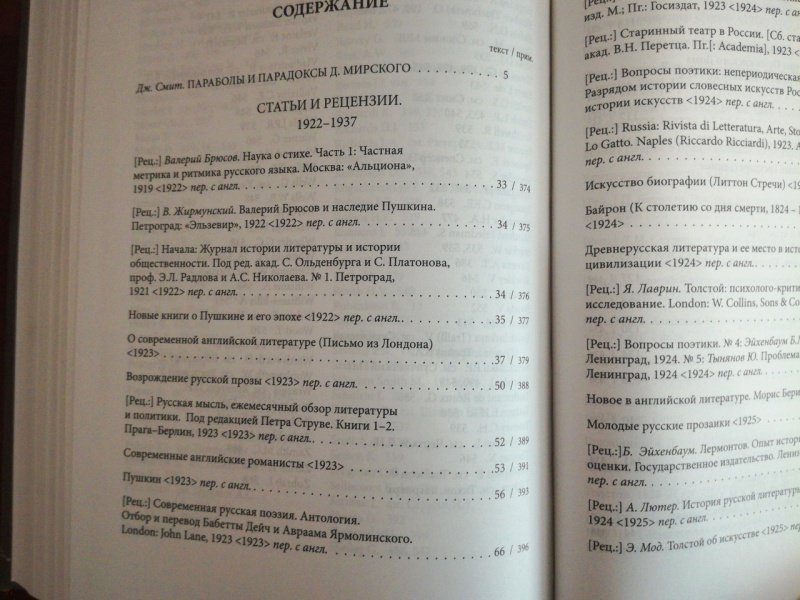 СОДЕРЖАНИЕ
текст / прим.
Дж. Смит. ПАРАБОЛЫ И ПАРАДОКСЫ Д. МИРСКОГО . . . . . . . . . 5
СТАТЬИ И РЕЦЕНЗИИ.
1922–1937
[Рец.:] Валерий Брюсов. Наука о стихе. Часть 1: Частная
метрика и ритмика русского языка. Москва: «Альциона»,
1919 <1922> пер. с англ. . . . . . . . . . 33 / 374
[Рец.:] В. Жирмунский. Валерий Брюсов и наследие Пушкина.
Петроград: «Эльзевир», 1922 <1922> пер. с англ. . . . . . . . . . 34 / 375
[Рец.:] Начала: Журнал истории литературы и истории
общественности. Под ред. акад. С. Ольденбурга и С. Платонова,
проф. Э.Л. Радлова и А.С. Николаева. № 1. Петроград,
1921 <1922> пер. с англ. . . . . . . . . . 34 / 376
Новые книги о Пушкине и его эпохе <1922> пер. с англ. . . . . . . . . . 35 / 377
О современной английской литературе (Письмо из Лондона)
<1923> . . . . . . . . . 37 / 379
Возрождение русской прозы <1923> пер. с англ. . . . . . . . . . 50 / 388
[Рец.:] Русская мысль, ежемесячный обзор литературы
и политики. Под редакцией Петра Струве. Книги 1–2.
Прага–Берлин, 1923 <1923> пер. с англ. . . . . . . . . . 52 / 389
Современные английские романисты <1923> . . . . . . . . . 53 / 391
Пушкин <1923> пер. с англ. . . . . . . . . . 56 / 393
[Рец.:] Современная русская поэзия. Антология.
Отбор и перевод Бабетты Дейч и Авраама Ярмолинского.
London: John Lane, 1923 <1923> пер. с англ. . . . . . . . . . 66 / 396
изд. М.; Пг.: Госиздат, 1923 <1924> пер. с англ.
[Рец.:] Старинный театр в России. [Сб. ста
акад. В.Н. Перетца. Пг.[: Academia], 1923 <
[Рец.:] Вопросы поэтики: непериодическая
Разрядом истории словесных искусств Рос
истории искусств <1924> пер. с англ.
[Рец.:] Russia: Rivista di Letteratura, Arte, Sto
Lo Gatto. Naples (Riccardo Ricciardi), 1923.
пер. с англ.
Искусство биографии (Литтон Стречи) <1
Байрон (К столетию со дня смерти, 1824 – 1
<1924>
Древнерусская литература и ее место в исто
цивилизации <1924> пер. с англ.
[Рец.:] Я. Лаврин. Толстой: психолого-крити
исследование. London: W. Collins, Sons & Co
пер. с англ.
[Рец.:] Вопросы поэтики. № 4: Эйхенбаум Б.М
Ленинград, 1924. № 5: Тынянов Ю. Проблема
Ленинград, 1924 <1924> пер. с англ.
Новое в английской литературе. Морис Бери
Молодые русские прозаики <1925>
[Рец.:] Б. Эйхенбаум. Лермонтов. Опыт истори
оценки. Государственное издательство. Лени
<1925> пер. с англ.
[Рец.:] А. Лютер. История русской литературы
1924 <1925> пер. с англ.
[Рец.:] Э. Мод. Толстой об искусстве <1925> пер